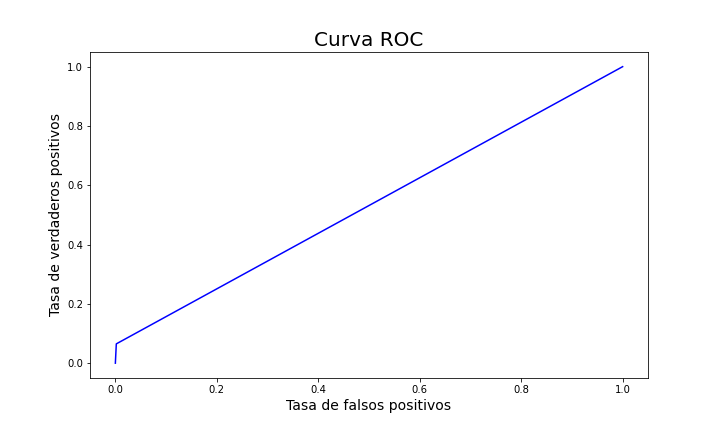 Curva ROC
Tasa de verdaderos positivos
1.0
0.8
0.6
0.4
0.2
0.0
0.0 0.2 0.4 0.6 0.8 1.0
Tasa de falsos positivos